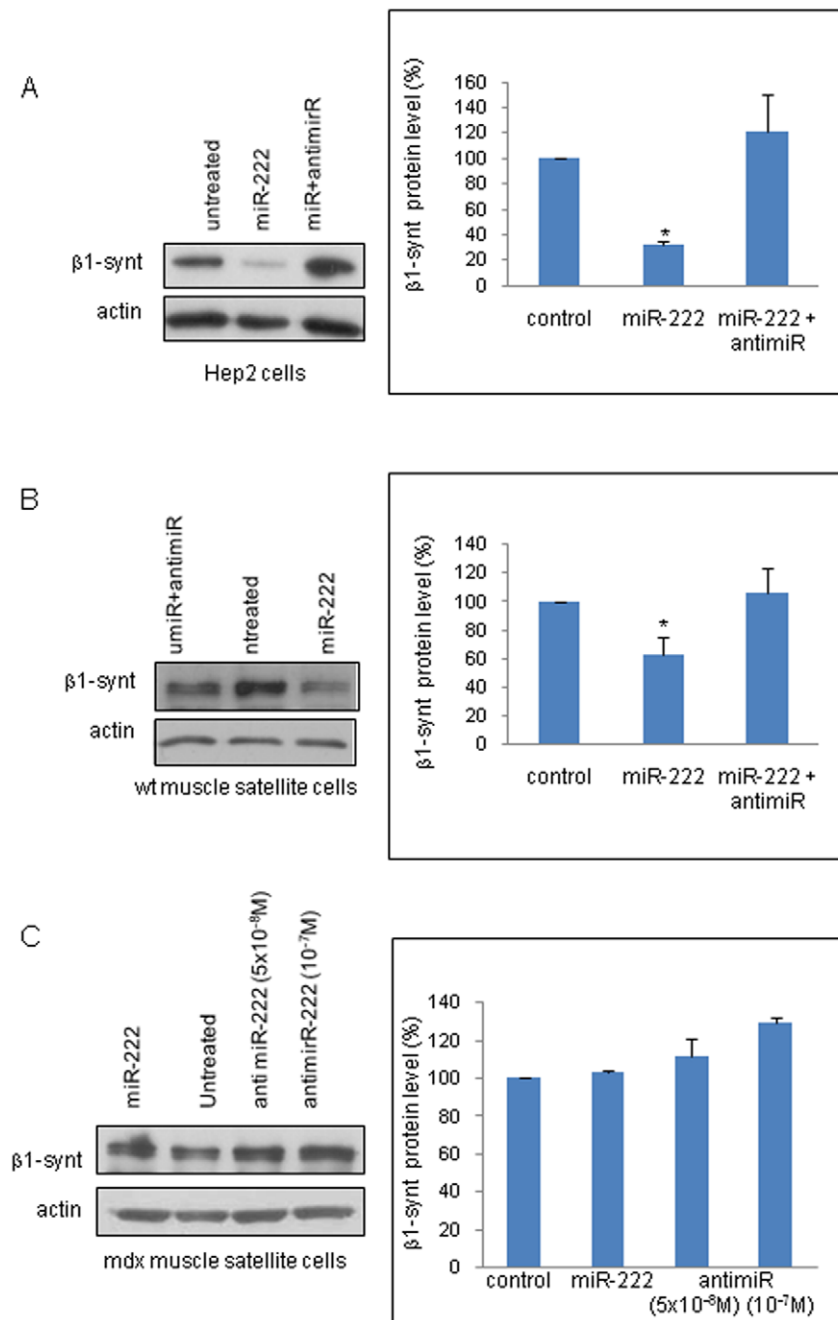 A
untreated
miR-222
miR+antimirR
β1-synt
actin
Hep2 cells
β1-synt protein level (%)
160
140
120
100
80
60
40
20
0
*
control
miR-222
miR-222 +
antimiR
B
umiR+antimiR
ntreated
miR-222
β1-synt
actin
wt muscle satellite cells
β1-synt protein level (%)
140
120
100
80
60
40
20
0
*
control
miR-222
miR-222 +
antimiR
C
miR-222
Untreated
anti miR-222 (5x10⁻⁸M)
antimirR-222 (10⁻⁷M)
β1-synt
actin
mdx muscle satellite cells
β1-synt protein level (%)
140
120
100
80
60
40
20
0
control
miR-222
antimiR
(5x10⁻⁸M) (10⁻⁷M)